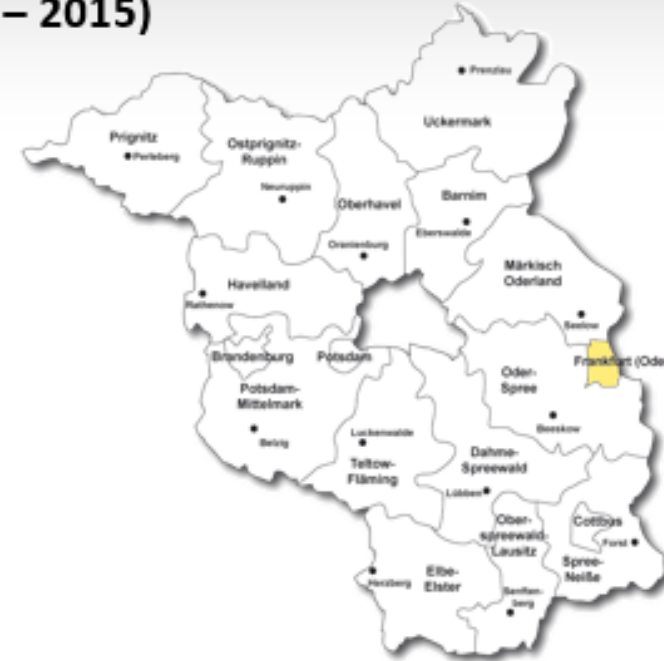 – 2015)
Prenzlau
Uckermark
Prignitz
Perleberg
Ostprignitz-
Ruppin
Neuruppin
Oberhavel
Oranienburg
Barnim
Eberswalde
Märkisch
Oderland
Seelow
Havelland
Rathenow
Brandenburg
Potsdam
Frankfurt (Ode
Oder-
Spree
Beeskow
Potsdam-
Mittelmark
Belzig
Luckenwalde
Teltow-
Fläming
Dahme-
Spreewald
Lübben
Ober-
spreewald-
Lausitz
Cottbus
Forst
Spree-
Neiße
Herzberg
Elbe-
Elster
Senften-
berg